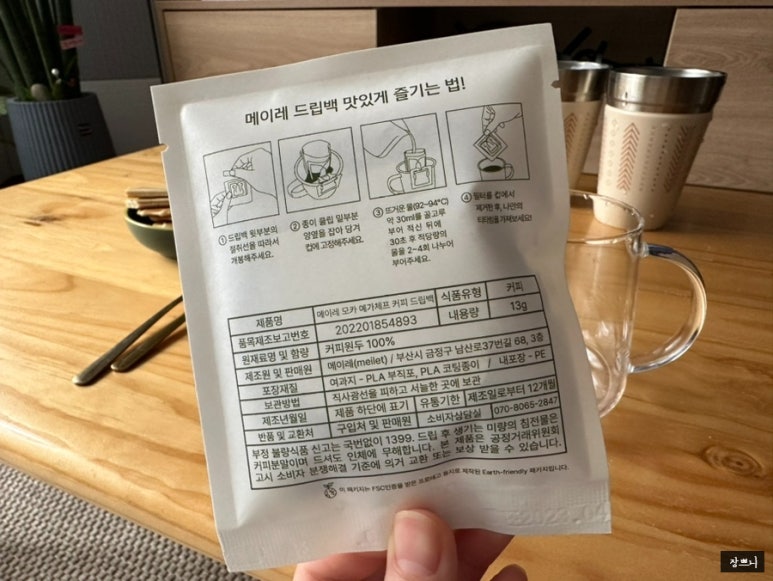 메이레 드립백 맛있게 즐기는 법!
① 드립백 윗부분의
절취선을 따라서
개봉해주세요.
② 종이 클립 밑부분
양옆을 잡아 당겨
컵에 고정해주세요.
③ 뜨거운 물(92~94°C)
약 30ml를 골고루
부어 적신 뒤에
30초 후 적당량의
물을 2~4회 나누어
부어주세요.
④ 필터를 컵에서
제거한 후, 나만의
티타임을 가져보세요!
제품명 메이레 모카 예가체프 커피 드립백 식품유형 커피
품목제조보고번호 202201854893 내용량 13g
원재료명 및 함량 커피원두 100%
제조원 및 판매원 메이레(meilet) / 부산시 금정구 남산로37번길 68, 3층
포장재질 여과지 - PLA 부직포, PLA 코팅종이 / 내포장 - PE
보관방법 직사광선을 피하고 서늘한 곳에 보관
제조년월일 제품 하단에 표기 유통기한 제조일로부터 12개월
반품 및 교환처 구입처 및 판매원 소비자상담실 070-8065-2847
부정 불량식품 신고는 국번없이 1399. 드립 후 생기는 미량의 침전물은
커피분말이며 드셔도 인체에 무해합니다. 본 제품은 공정거래위원회
고시 소비자 분쟁해결 기준에 의거 교환 또는 보상 받을 수 있습니다.
이 패키지는 FSC인증을 받은 용지로 제작된 Earth-friendly 패키지입니다.
장쁘니